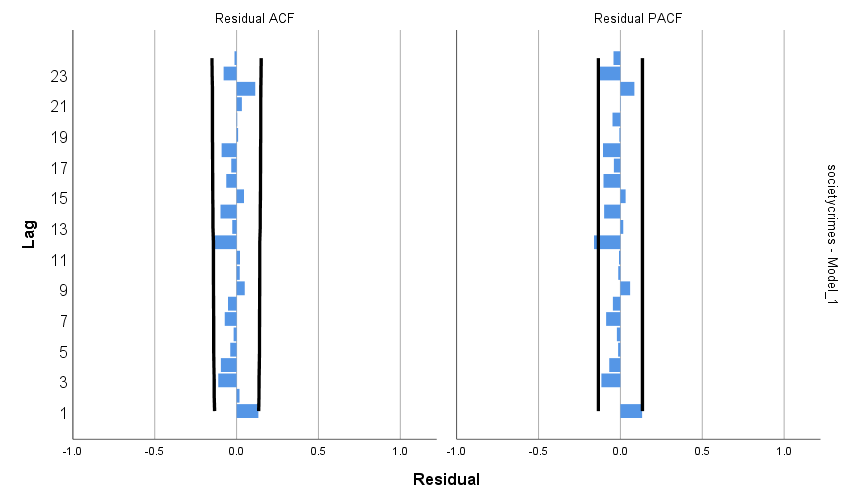 Residual ACF
Residual PACF
23
21
19
17
15
13
11
9
7
5
3
1
Lag
-1.0 -0.5 0.0 0.5 1.0
-1.0 -0.5 0.0 0.5 1.0
Residual
societycrimes - Model_1